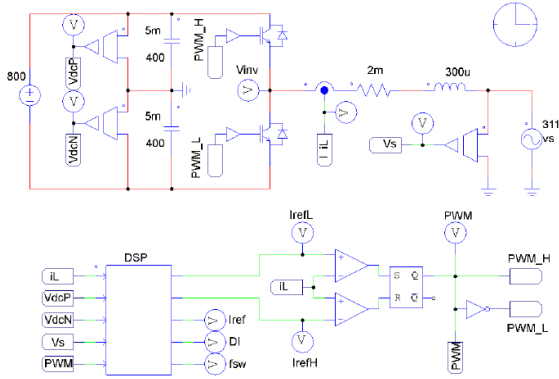 V
5m
400
PWM_H
V
VdcP
800
Vinv
V
2m
300u
V
5m
400
VdcN
PWM_L
V
I_iL
Vs
V
311
vs
DSP
IrefL
V
PWM
V
PWM_H
iL
VdcP
VdcN
Vs
PWM
V
Iref
V
DI
V
fsw
iL
S Q
R Q
V
IrefH
PWM
PWM_L